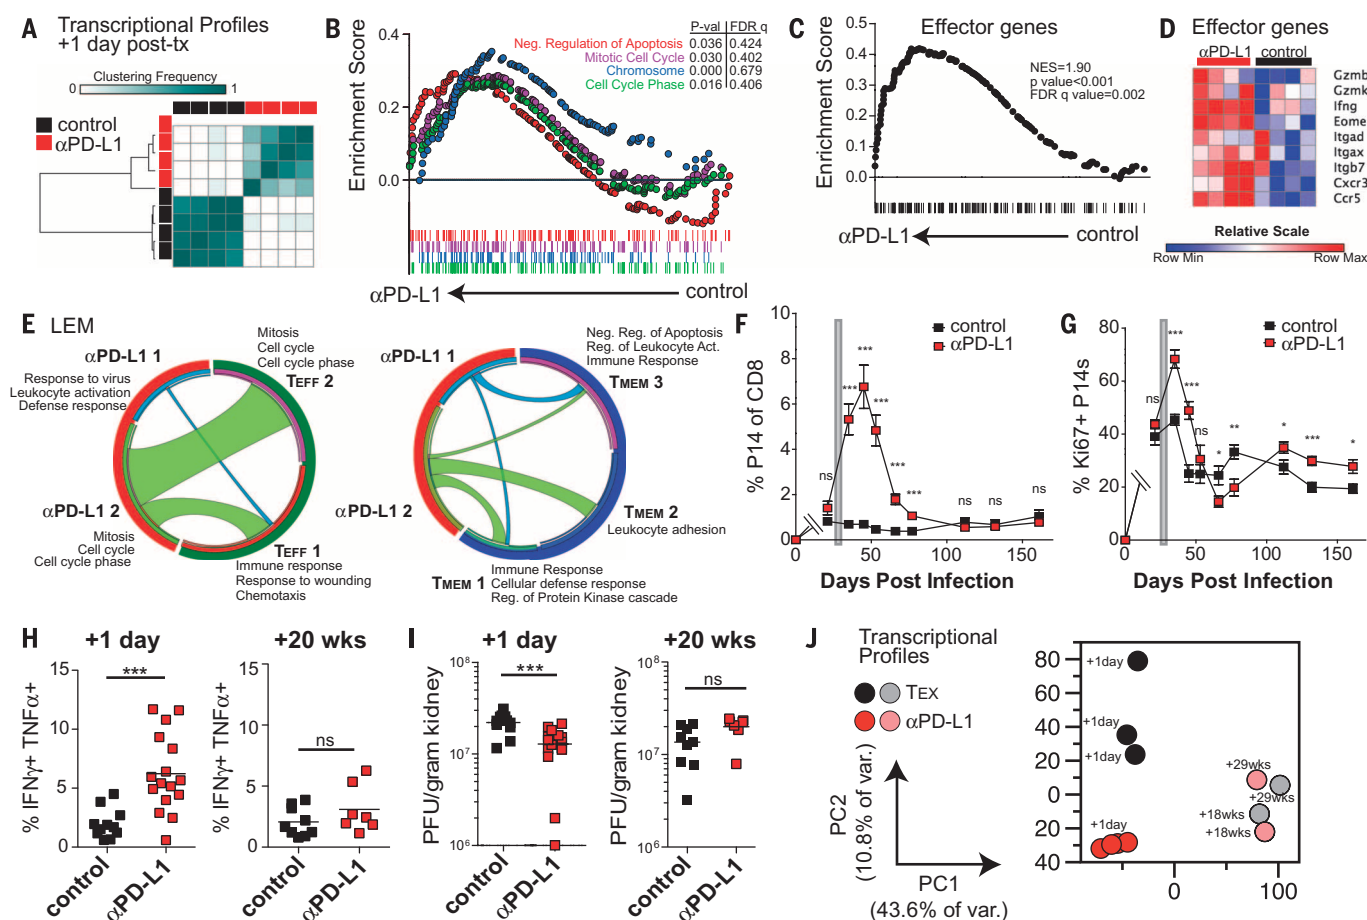 A
Transcriptional Profiles
+1 day post-tx
Clustering Frequency
0
1
control
αPD-L1
B
Enrichment Score
0.4
0.2
0.0
P-val
FDR q
Neg. Regulation of Apoptosis
0.036
0.424
Mitotic Cell Cycle
0.030
0.402
Chromosome
0.000
0.679
Cell Cycle Phase
0.016
0.406
αPD-L1
control
C
Effector genes
Enrichment Score
0.5
0.4
0.3
0.2
0.1
0.0
NES=1.90
p value<0.001
FDR q value=0.002
αPD-L1
control
D
Effector genes
αPD-L1
control
Gzmb
Gzmk
Ifng
Eome
Itgad
Itgax
Itgb7
Cxcr3
Ccr5
Relative Scale
Row Min
Row Max
E
LEM
αPD-L1 1
Response to virus
Leukocyte activation
Defense response
Mitosis
Cell cycle
Cell cycle phase
TEFF 2
αPD-L1 2
Mitosis
Cell cycle
Cell cycle phase
TEFF 1
Immune response
Response to wounding
Chemotaxis
αPD-L1 1
Neg. Reg. of Apoptosis
Reg. of Leukocyte Act.
Immune Response
TMEM 3
αPD-L1 2
TMEM 2
Leukocyte adhesion
TMEM 1
Immune Response
Cellular defense response
Reg. of Protein Kinase cascade
F
% P14 of CD8
10
8
6
4
2
0
control
αPD-L1
ns
***
***
***
***
***
ns
ns
ns
0
50
100
150
Days Post Infection
G
% Ki67+ P14s
80
60
40
20
0
control
αPD-L1
ns
***
***
ns
*
**
*
***
*
0
50
100
150
Days Post Infection
H
+1 day
% IFNγ+ TNFα+
15
10
5
0
***
control
αPD-L1
+20 wks
% IFNγ+ TNFα+
15
10
5
0
ns
control
αPD-L1
I
+1 day
PFU/gram kidney
10⁸
10⁷
10⁶
***
control
αPD-L1
+20 wks
PFU/gram kidney
10⁸
10⁷
10⁶
ns
control
αPD-L1
J
Transcriptional
Profiles
TEX
αPD-L1
PC2
(10.8% of var.)
PC1
(43.6% of var.)
80
60
40
20
0
20
40
0
100
+1day
+1day
+1day
+1day
+29wks
+29wks
+18wks
+18wks